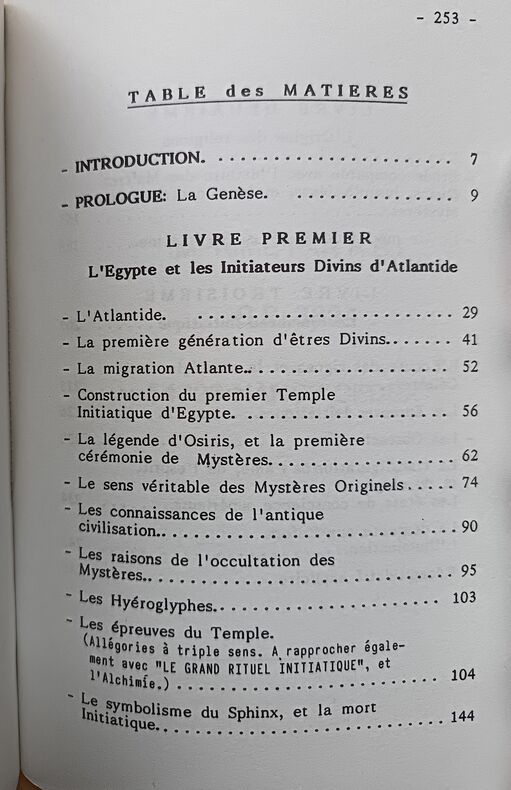 - 253 -
TABLE des MATIERES
- INTRODUCTION. . . . . . . . . . . . . . . . . . . . . . . 7
- PROLOGUE: La Genèse. . . . . . . . . . . . . . . . 9
LIVRE PREMIER
L'Egypte et les Initiateurs Divins d'Atlantide
- L'Atlantide. . . . . . . . . . . . . . . . . . . . . . . . 29
- La première génération d'êtres Divins. . . . . . . . 41
- La migration Atlante. . . . . . . . . . . . . . . . . . . . 52
- Construction du premier Temple
Initiatique d'Egypte. . . . . . . . . . . . . . . . . . . . 56
- La légende d'Osiris, et la première
cérémonie de Mystères. . . . . . . . . . . . . . . . . . 62
- Le sens véritable des Mystères Originels. . . . . 74
- Les connaissances de l'antique
civilisation. . . . . . . . . . . . . . . . . . . . . . . . . . . . 90
- Les raisons de l'occultation des
Mystères. . . . . . . . . . . . . . . . . . . . . . . . . . . . . 95
- Les Hyéroglyphes. . . . . . . . . . . . . . . . . . . . . 103
- Les épreuves du Temple.
(Allégories à triple sens. A rapprocher égale-
ment avec "LE GRAND RITUEL INITIATIQUE", et
l'Alchimie.) . . . . . . . . . . . . . . . . . . . . . . . . . 104
- Le symbolisme du Sphinx, et la mort
Initiatique. . . . . . . . . . . . . . . . . . . . . . . . . . . 144